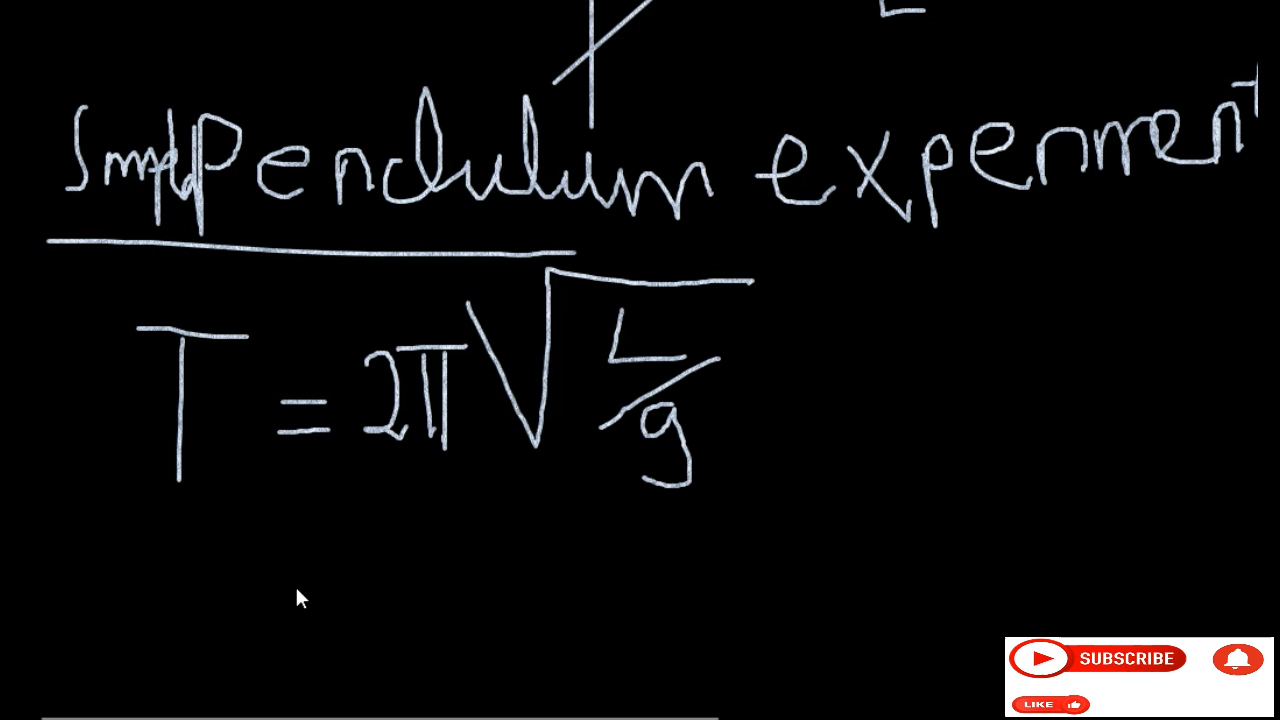 L
Simple Pendulum experiment
T = 2π√L/g
SUBSCRIBE
LIKE